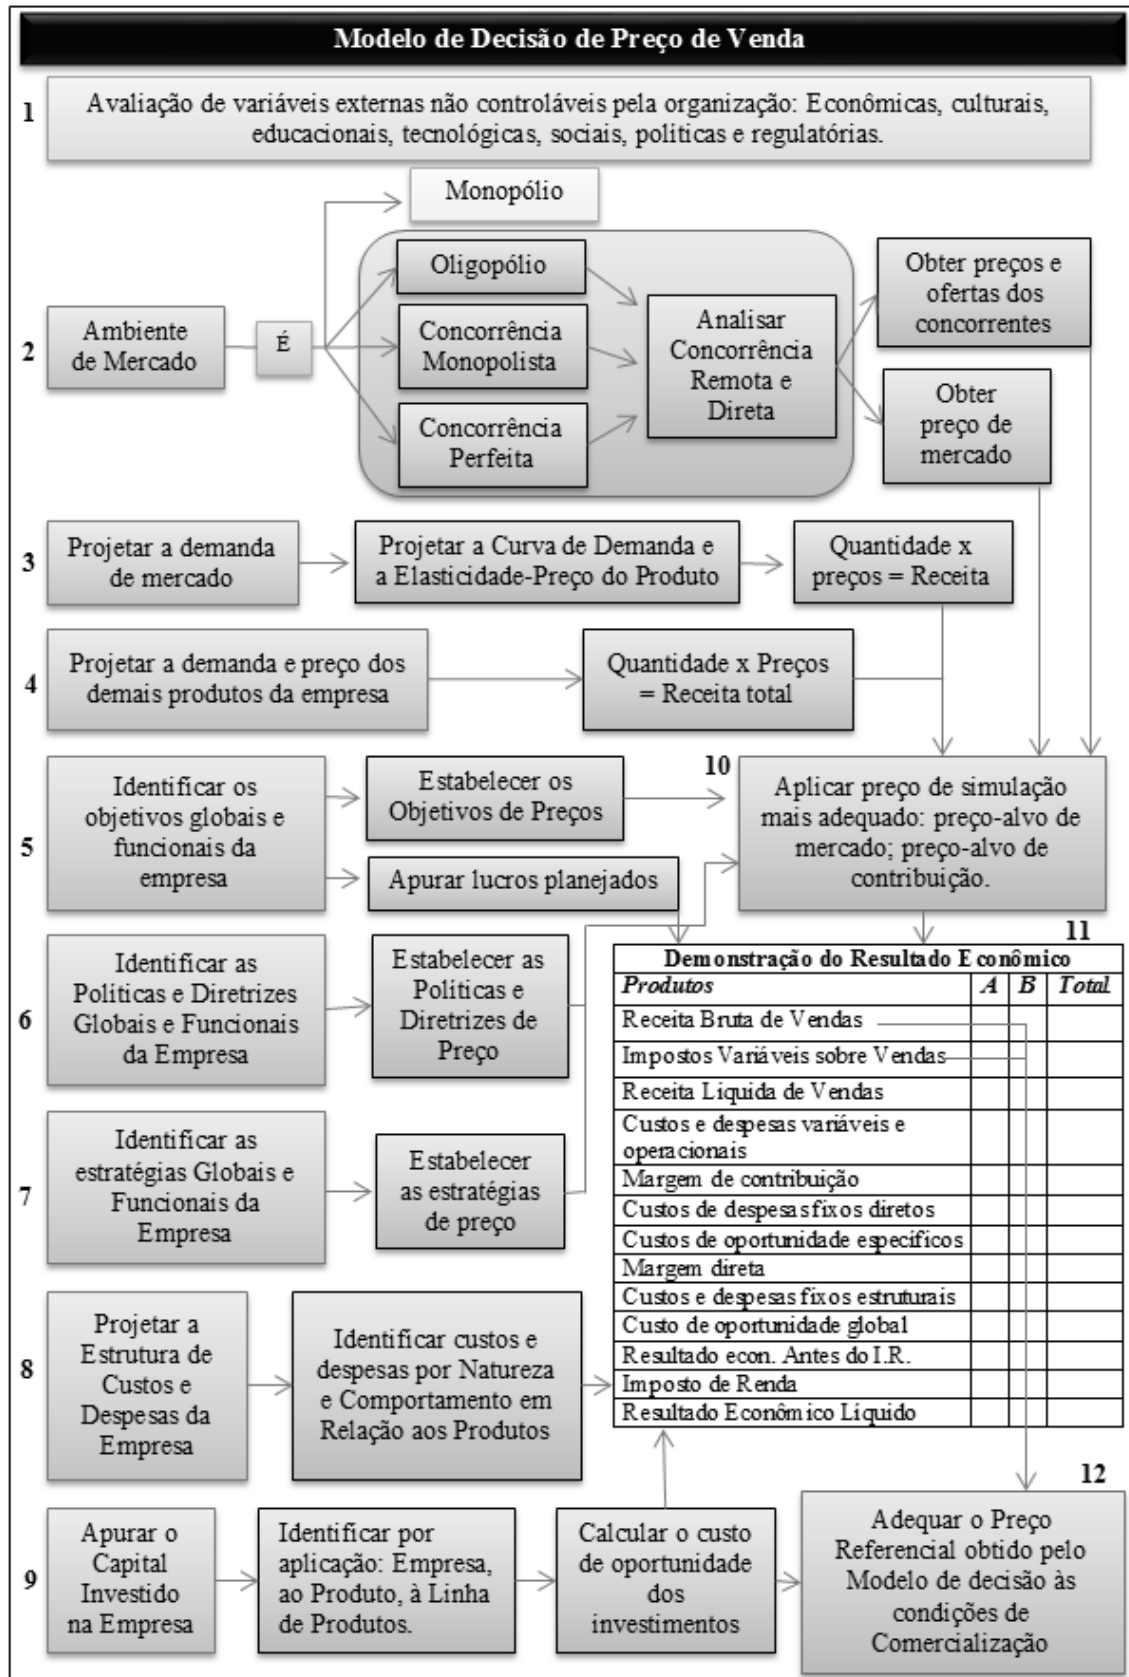 Modelo de Decisão de Preço de Venda
1
Avaliação de variáveis externas não controláveis pela organização: Econômicas, culturais,
educacionais, tecnológicas, sociais, políticas e regulatórias.
Monopólio
2
Ambiente
de Mercado
É
Oligopólio
Concorrência
Monopolista
Concorrência
Perfeita
Analisar
Concorrência
Remota e
Direta
Obter preços e
ofertas dos
concorrentes
Obter
preço de
mercado
3
Projetar a demanda
de mercado
Projetar a Curva de Demanda e
a Elasticidade-Preço do Produto
Quantidade x
preços = Receita
4
Projetar a demanda e preço dos
demais produtos da empresa
Quantidade x Preços
= Receita total
5
Identificar os
objetivos globais e
funcionais da
empresa
Estabelecer os
Objetivos de Preços
Apurar lucros planejados
10
Aplicar preço de simulação
mais adequado: preço-alvo de
mercado; preço-alvo de
contribuição.
6
Identificar as
Políticas e Diretrizes
Globais e Funcionais
da Empresa
Estabelecer as
Políticas e
Diretrizes de
Preço
7
Identificar as
estratégias Globais e
Funcionais da
Empresa
Estabelecer
as estratégias
de preço
11
Demonstração do Resultado Econômico
Produtos A B Total
Receita Bruta de Vendas
Impostos Variáveis sobre Vendas
Receita Liquida de Vendas
Custos e despesas variáveis e
operacionais
Margem de contribuição
Custos de despesas fixos diretos
Custos de oportunidade específicos
Margem direta
Custos e despesas fixos estruturais
Custo de oportunidade global
Resultado econ. Antes do I.R.
Imposto de Renda
Resultado Econômico Líquido
8
Projetar a
Estrutura de
Custos e
Despesas da
Empresa
Identificar custos e
despesas por Natureza
e Comportamento em
Relação aos Produtos
9
Apurar o
Capital
Investido
na Empresa
Identificar por
aplicação: Empresa,
ao Produto, à Linha
de Produtos.
Calcular o custo
de oportunidade
dos
investimentos
12
Adequar o Preço
Referencial obtido pelo
Modelo de decisão às
condições de
Comercialização